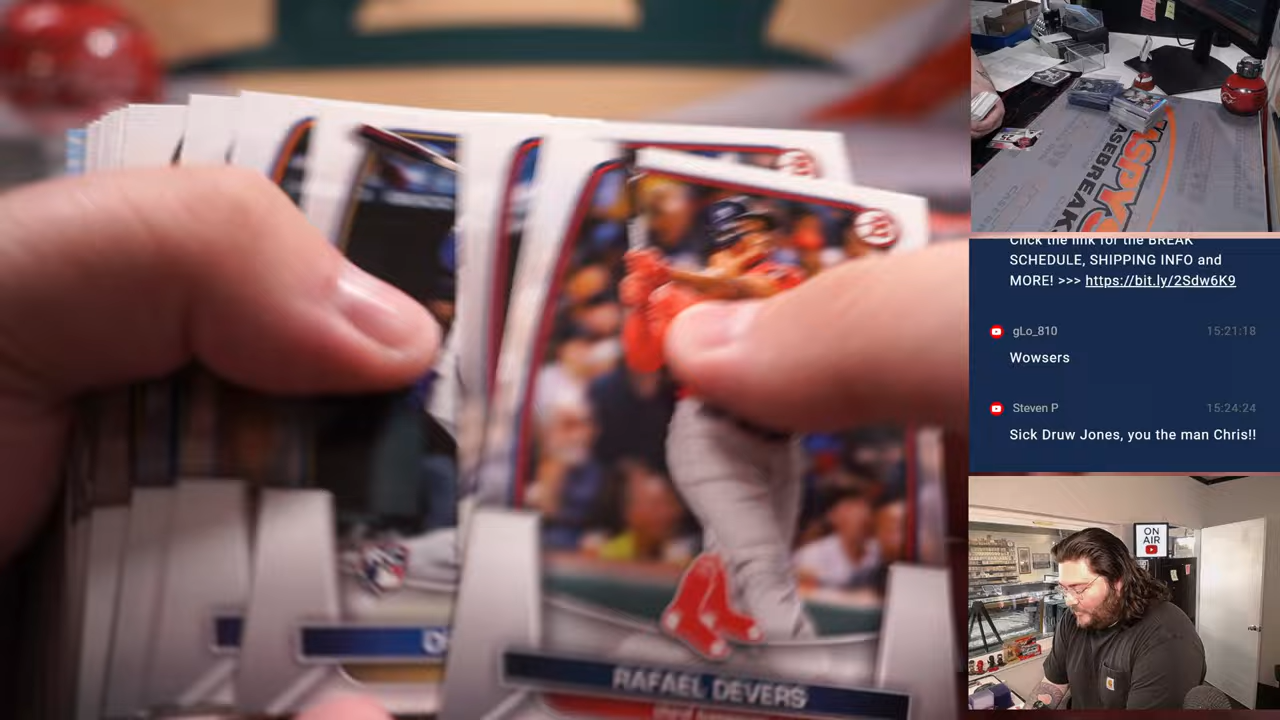 RAFAEL DEVERS
Click the link for the BREAK
SCHEDULE, SHIPPING INFO and
MORE! >>> https://bit.ly/2Sdw6K9
gLo_810 15:21:18
Wowsers
Steven P 15:24:24
Sick Druw Jones, you the man Chris!!
ON
AIR